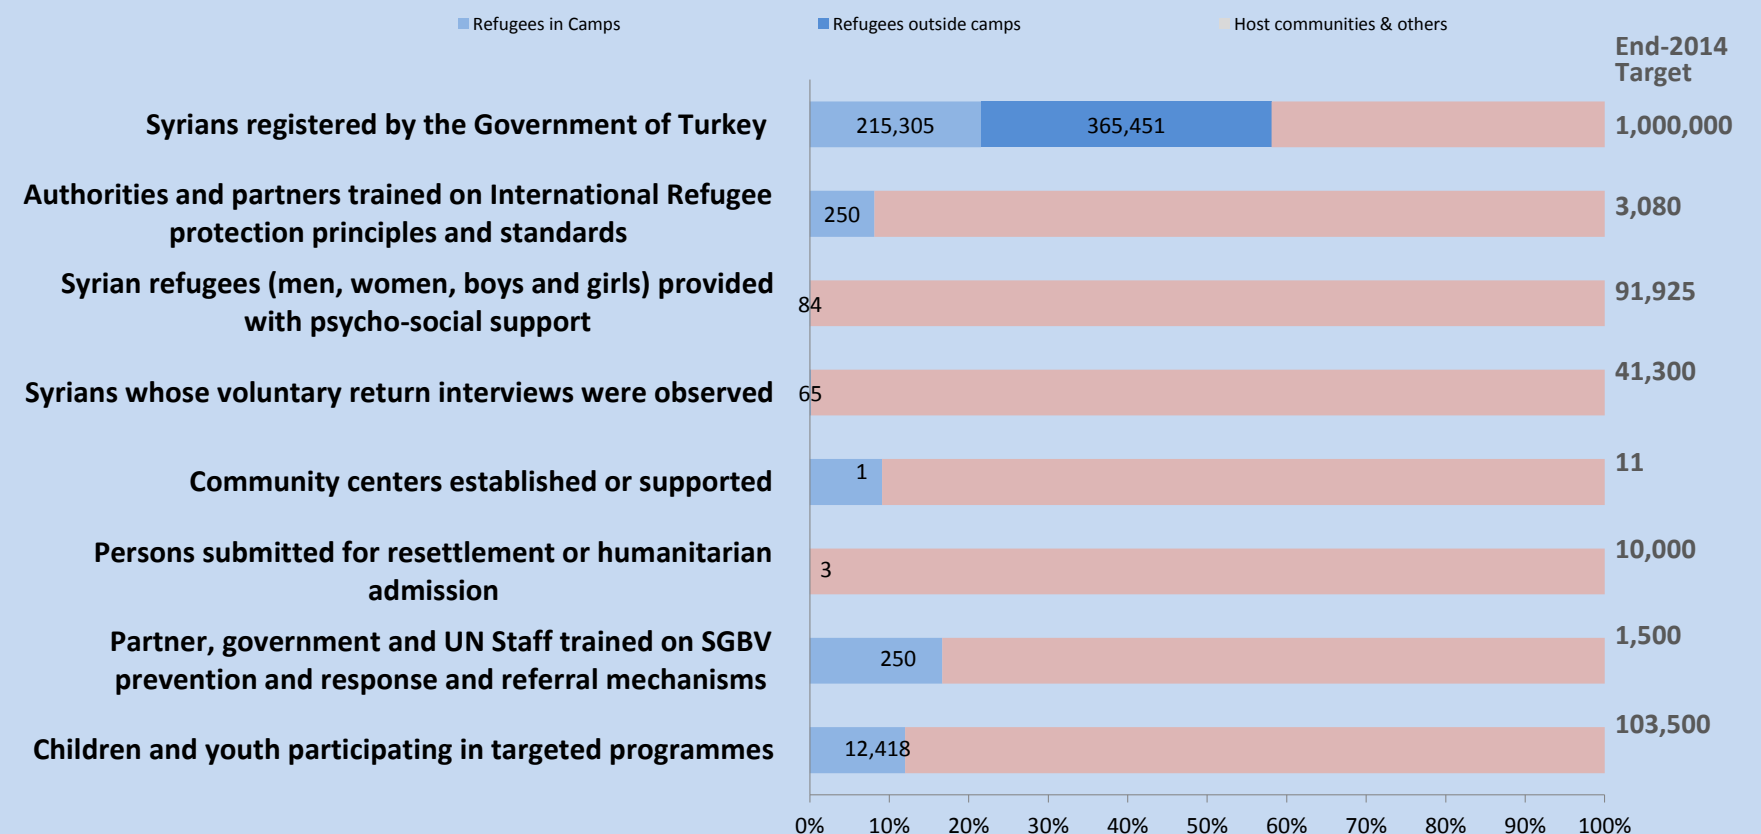 Refugees in Camps
Refugees outside camps
Host communities & others
End-2014
Target
Syrians registered by the Government of Turkey
215,305
365,451
1,000,000
Authorities and partners trained on International Refugee
protection principles and standards
250
3,080
Syrian refugees (men, women, boys and girls) provided
with psycho-social support
84
91,925
Syrians whose voluntary return interviews were observed
65
41,300
Community centers established or supported
1
11
Persons submitted for resettlement or humanitarian
admission
3
10,000
Partner, government and UN Staff trained on SGBV
prevention and response and referral mechanisms
250
1,500
Children and youth participating in targeted programmes
12,418
103,500
0% 10% 20% 30% 40% 50% 60% 70% 80% 90% 100%